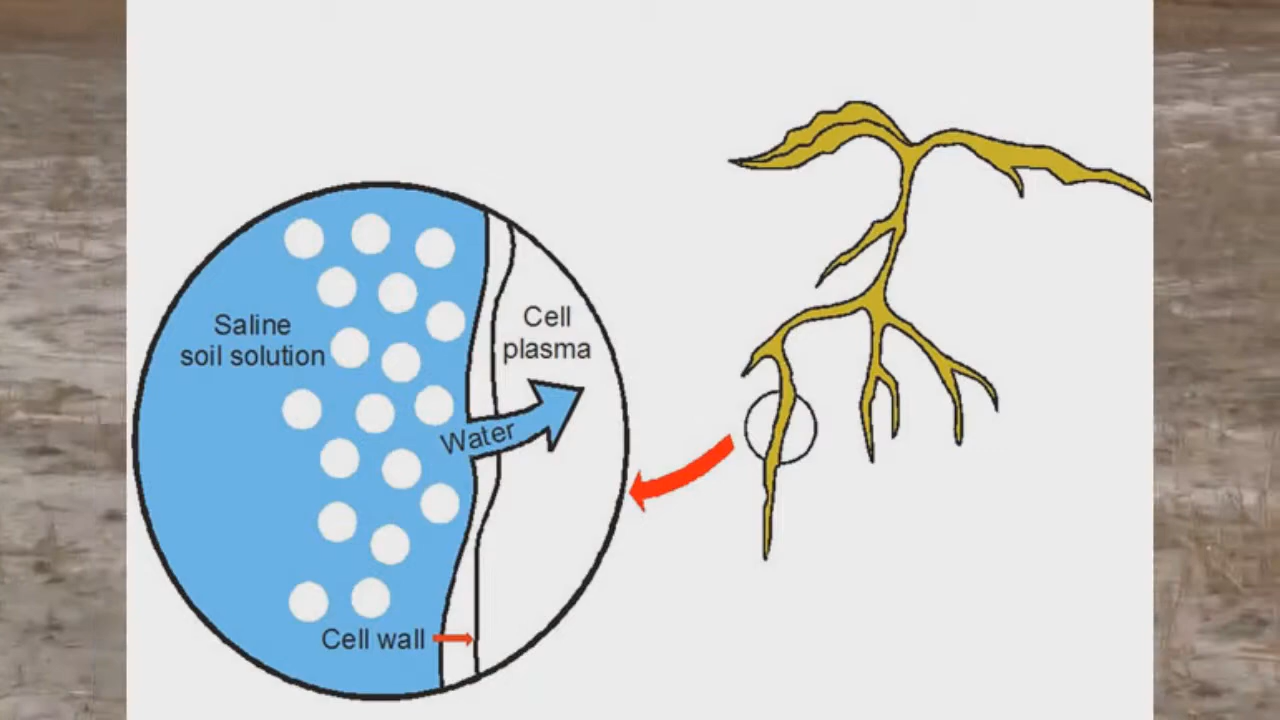 Saline
soil solution
Cell
plasma
Water
Cell wall